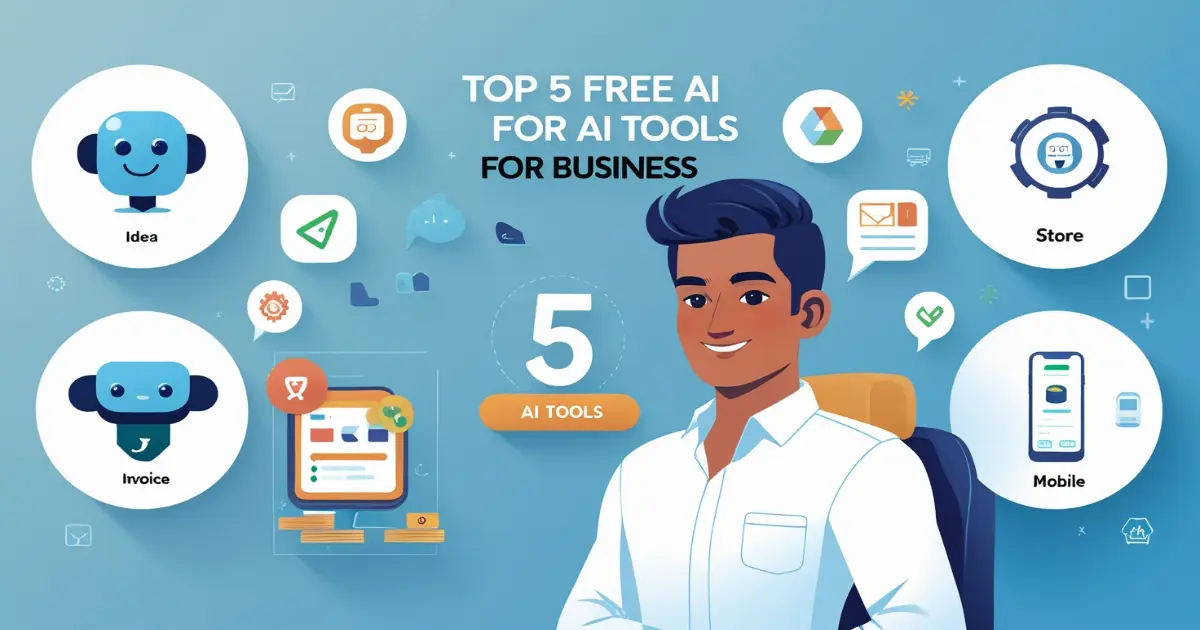 TOP 5 FREE AI
FOR AI TOOLS
FOR BUSINESS
Idea
Store
5
AI TOOLS
Invoice
Mobile